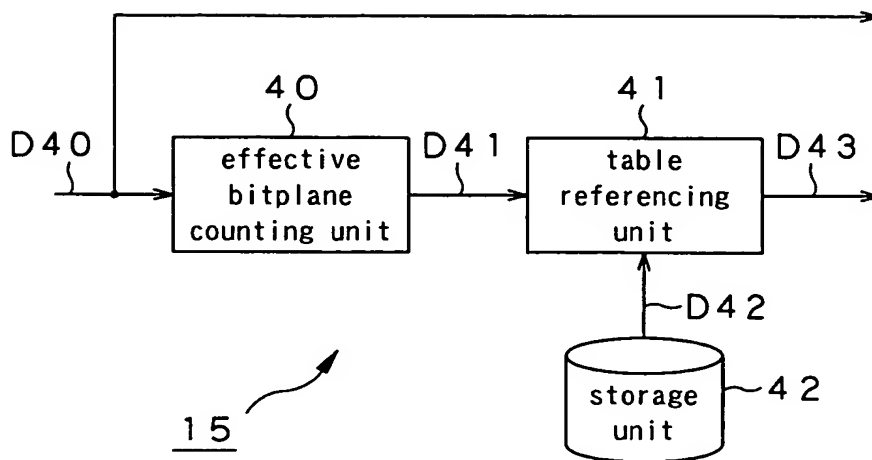 40
41
D40
effective
bitplane
counting unit
D41
table
referencing
unit
D43
D42
storage
unit
42
15